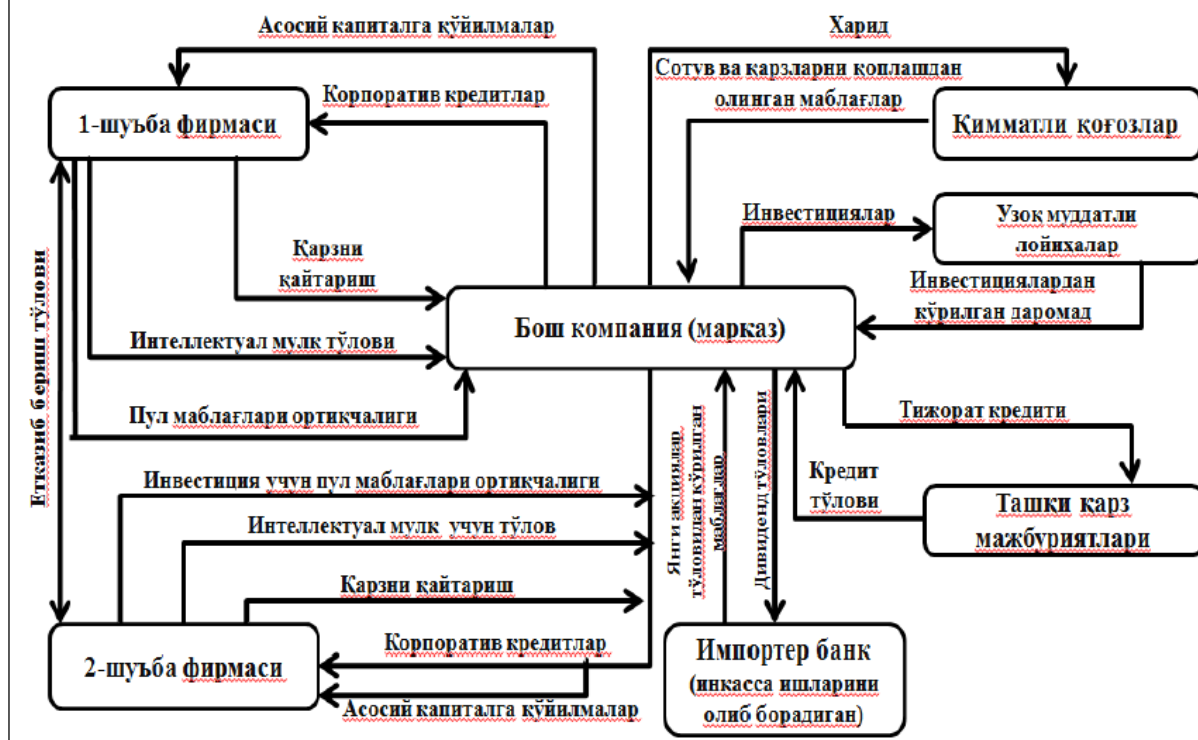 Асосий капиталга қўйилмалар
Харид
Сотув ва қарзларни қоплашдан
олинган маблағлар
Корпоратив кредитлар
1-шуъба фирмаси
Қимматли қоғозлар
Инвестициялар
Узоқ муддатли
лойиҳалар
Қарзни
қайтариш
Инвестициялардан
кўрилган даромад
Бош компания (марказ)
Етказиб бериш тўлови
Интеллектуал мулк тўлови
Пул маблағлари ортиқчалиги
Тижорат кредити
Янги акциялар
тўловидан кўрилган
маблағлар
Дивиденд тўловлари
Кредит
тўлови
Инвестиция учун пул маблағлари ортиқчалиги
Ташқи қарз
мажбуриятлари
Интеллектуал мулк учун тўлов
Қарзни қайтариш
2-шуъба фирмаси
Корпоратив кредитлар
Асосий капиталга қўйилмалар
Импортер банк
(инкасса ишларини
олиб борадиган)